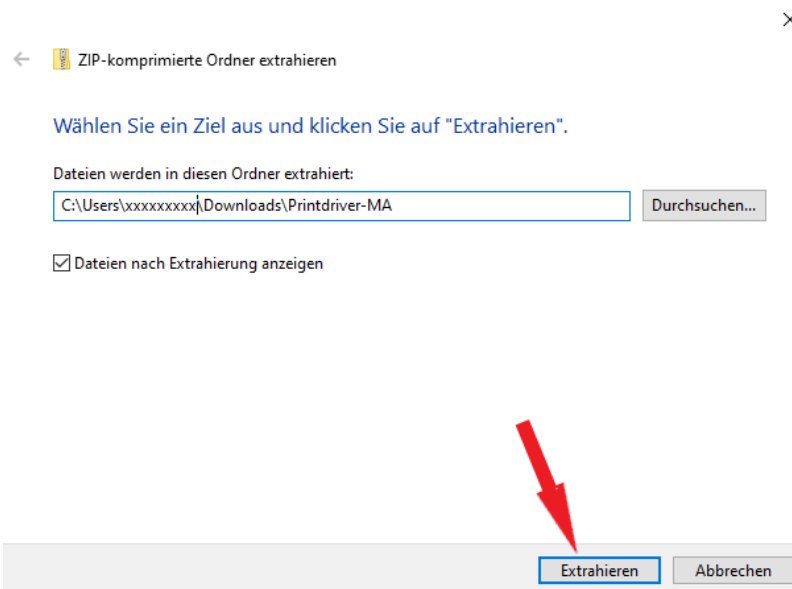 ZIP-komprimierte Ordner extrahieren
Wählen Sie ein Ziel aus und klicken Sie auf "Extrahieren".
Dateien werden in diesen Ordner extrahiert:
C:\Users\xxxxxxxxx\Downloads\Printdriver-MA
Durchsuchen...
Dateien nach Extrahierung anzeigen
Extrahieren
Abbrechen